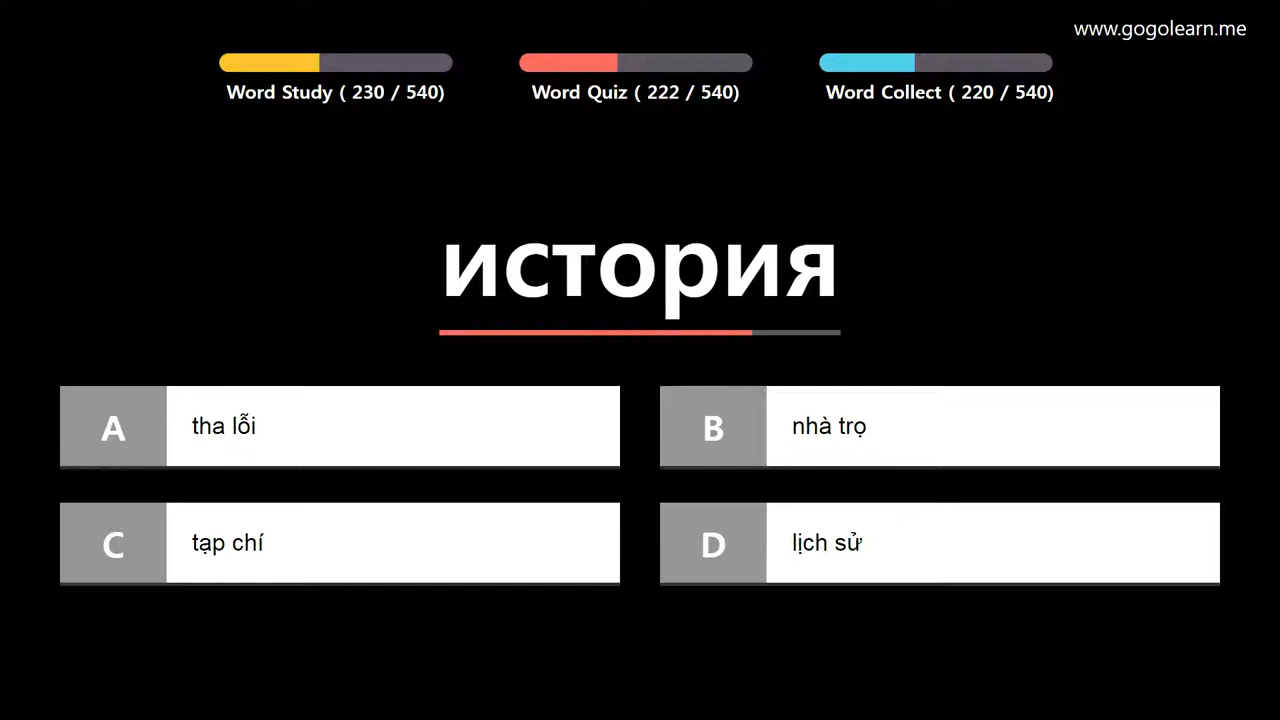 www.gogolearn.me
Word Study ( 230 / 540)
Word Quiz ( 222 / 540)
Word Collect ( 220 / 540)
история
A
tha lỗi
B
nhà trọ
C
tạp chí
D
lịch sử